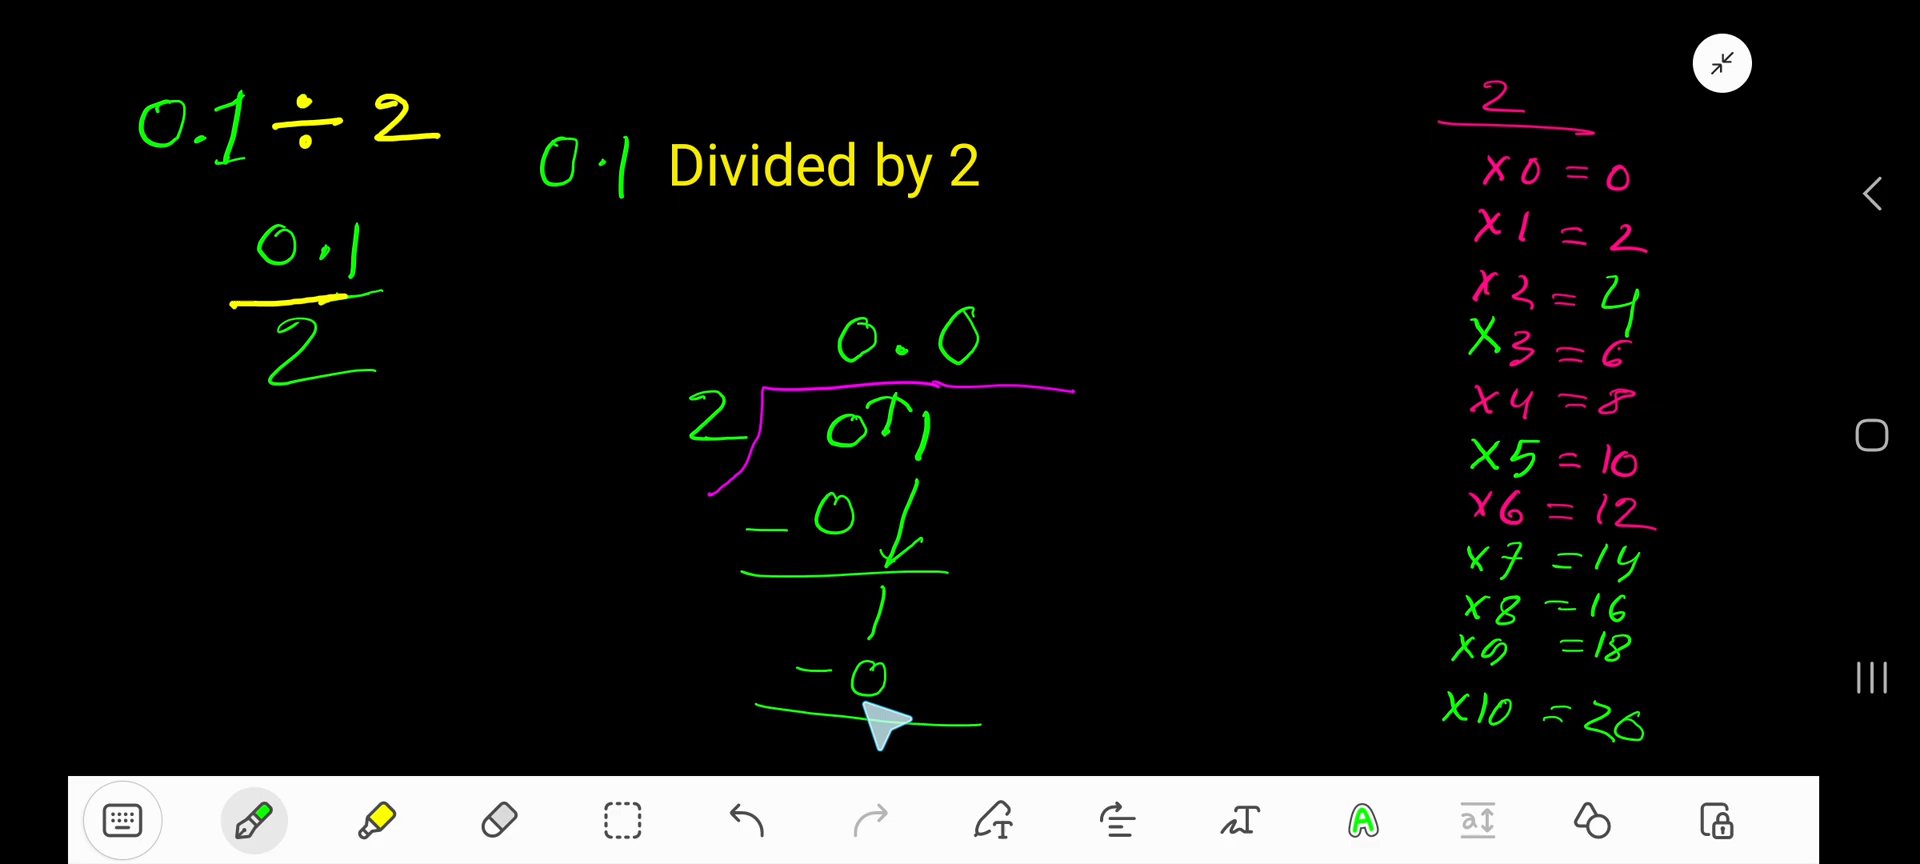 0.1 ÷ 2
0.1 Divided by 2
0.1
2
0.0
2 0 1
- 0
1
- 0
2
x0 = 0
x1 = 2
x2 = 4
x3 = 6
x4 = 8
x5 = 10
x6 = 12
x7 = 14
x8 = 16
x9 = 18
x10 = 20
T
T
A
a